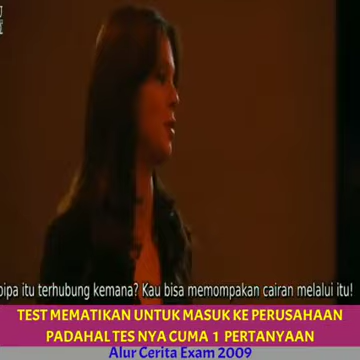 pipa itu terhubung kemana? Kau bisa memompakan cairan melalui itu!
TEST MEMATIKAN UNTUK MASUK KE PERUSAHAAN
PADAHAL TES NYA CUMA 1 PERTANYAAN
Alur Cerita Exam 2009